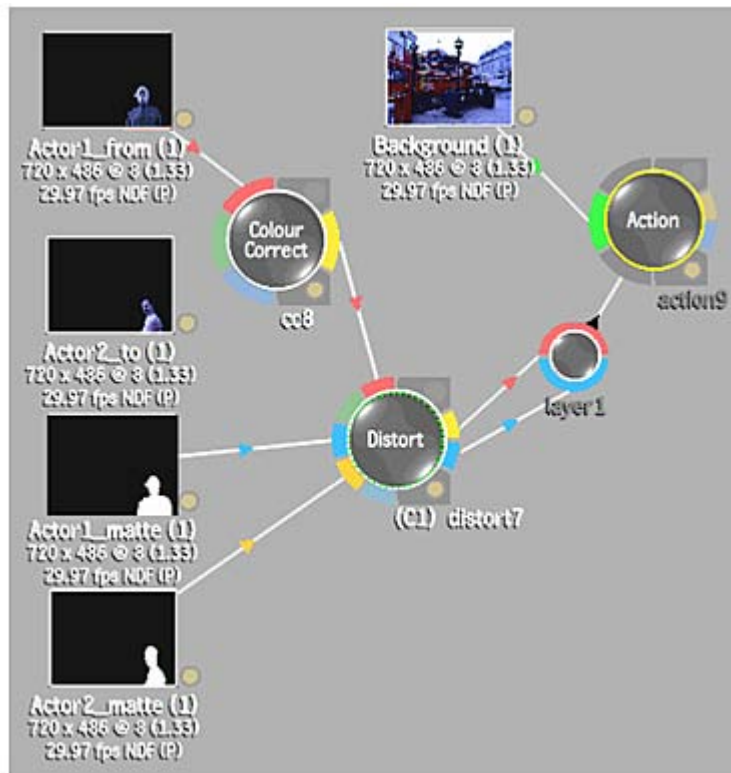 Actor1_from (1)
720 x 486 @ 8 (1.33)
29.97 fps NDF (P)
Background (1)
720 x 486 @ 8 (1.33)
29.97 fps NDF (P)
Colour
Correct
cc8
Action
action9
Actor2_to (1)
720 x 486 @ 8 (1.33)
29.97 fps NDF (P)
layer1
Distort
(C1) distort7
Actor1_matte (1)
720 x 486 @ 8 (1.33)
29.97 fps NDF (P)
Actor2_matte (1)
720 x 486 @ 8 (1.33)
29.97 fps NDF (P)